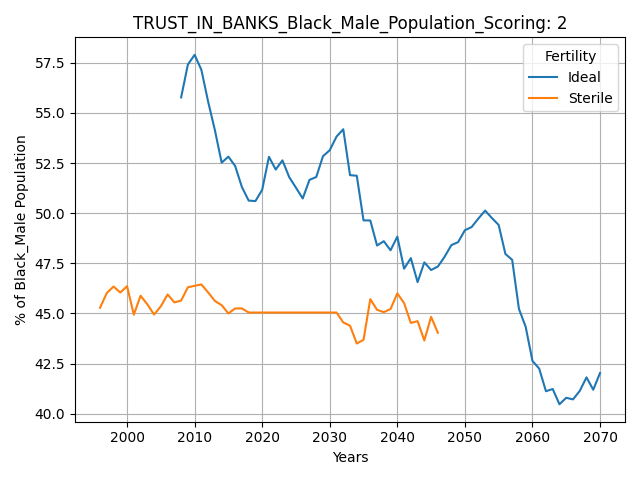 TRUST_IN_BANKS_Black_Male_Population_Scoring: 2
Fertility
Ideal
Sterile
% of Black_Male Population
57.5
55.0
52.5
50.0
47.5
45.0
42.5
40.0
2000 2010 2020 2030 2040 2050 2060 2070
Years